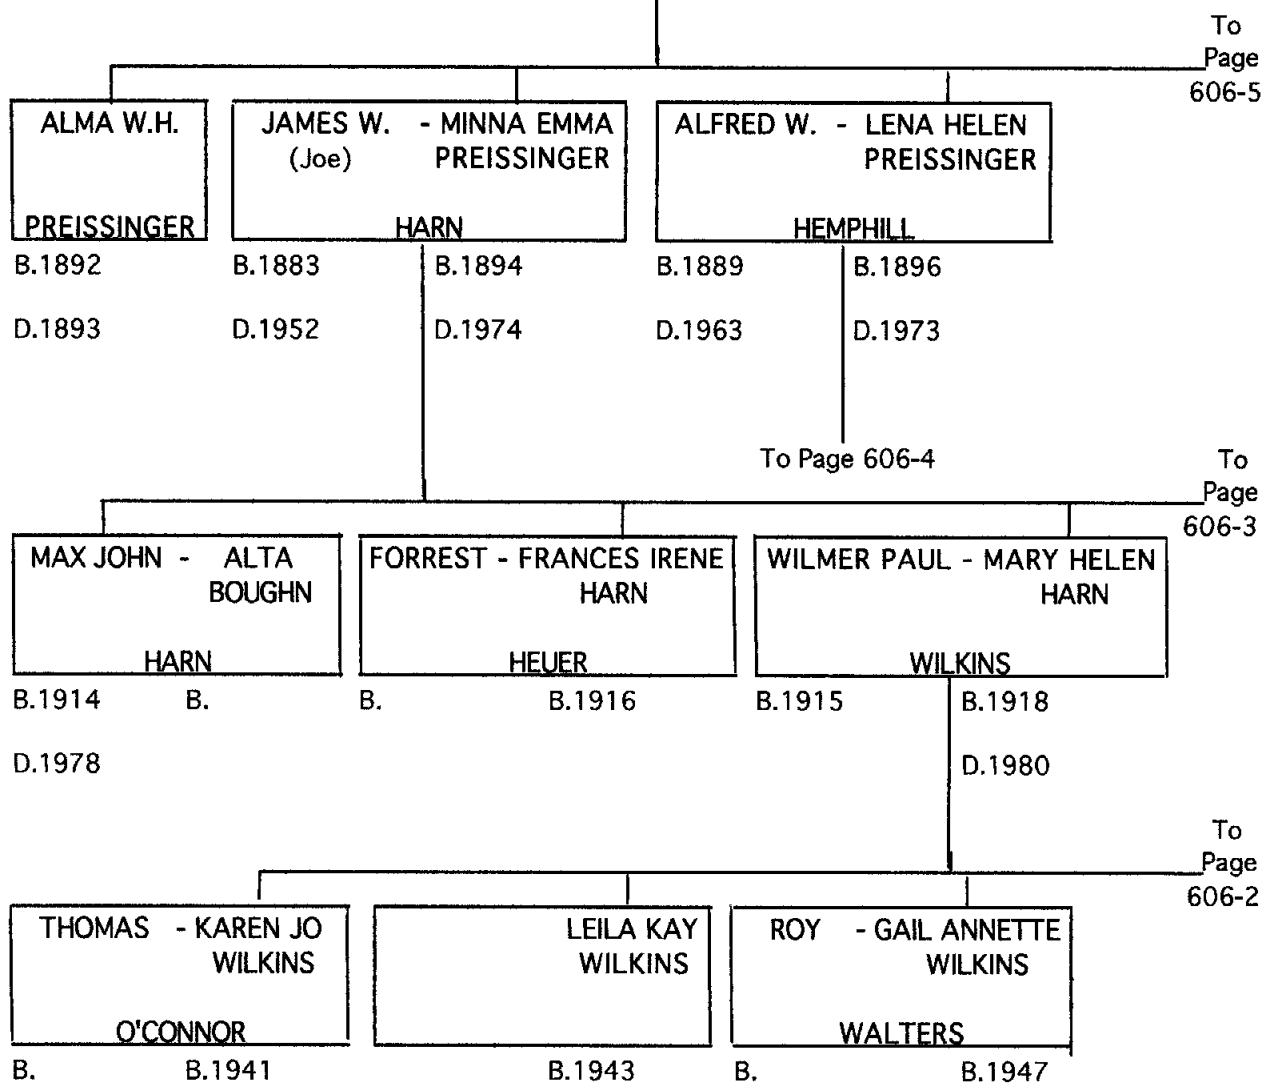 To
Page
606-5
ALMA W.H.
PREISSINGER
B.1892
D.1893
JAMES W. - MINNA EMMA
(Joe) PREISSINGER
HARN
B.1883 B.1894
D.1952 D.1974
ALFRED W. - LENA HELEN
PREISSINGER
HEMPHILL
B.1889 B.1896
D.1963 D.1973
To Page 606-4
To
Page
606-3
MAX JOHN - ALTA
BOUGHN
HARN
B.1914 B.
D.1978
FORREST - FRANCES IRENE
HARN
HEUER
B. B.1916
WILMER PAUL - MARY HELEN
HARN
WILKINS
B.1915 B.1918
D.1980
To
Page
606-2
THOMAS - KAREN JO
WILKINS
O'CONNOR
B. B.1941
LEILA KAY
WILKINS
B.1943
ROY - GAIL ANNETTE
WILKINS
WALTERS
B. B.1947